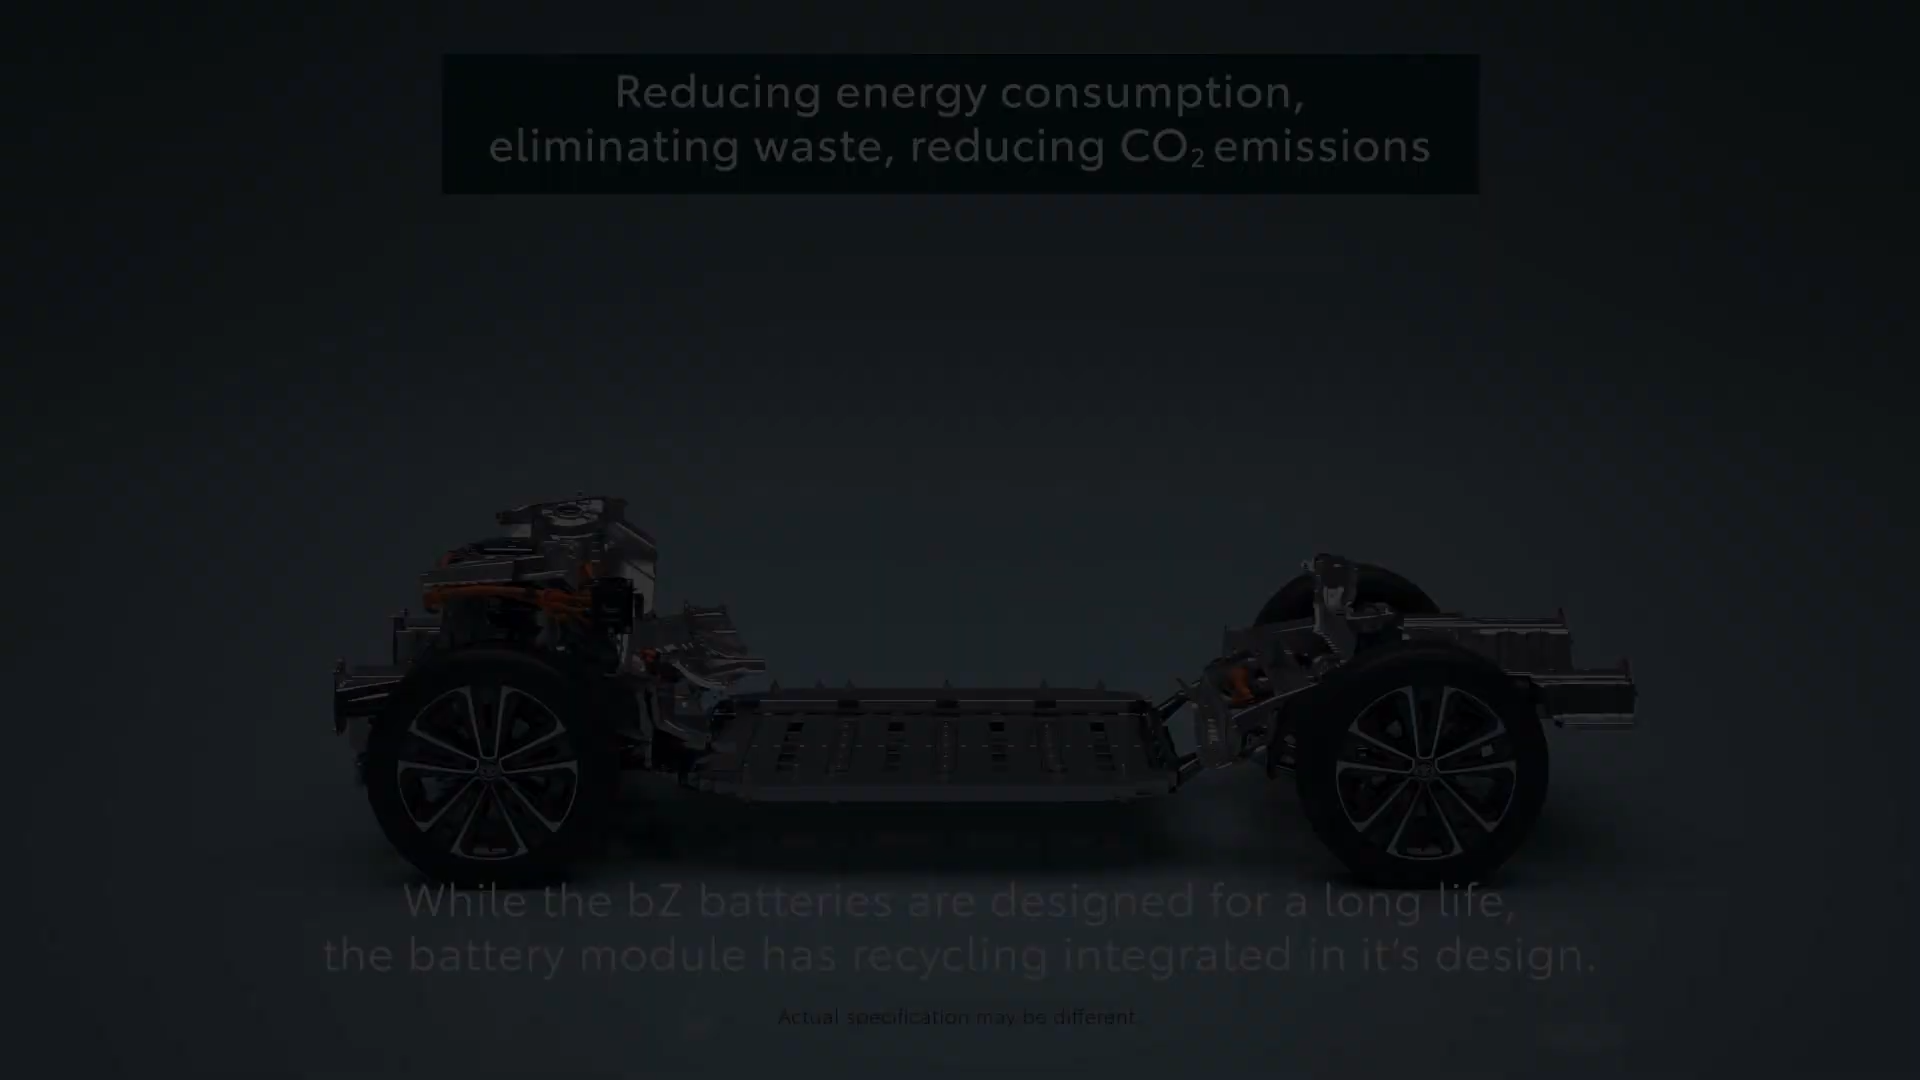 Reducing energy consumption,
eliminating waste, reducing CO₂ emissions
While the bZ batteries are designed for a long life,
the battery module has recycling integrated in it's design.
Actual specification may be different.